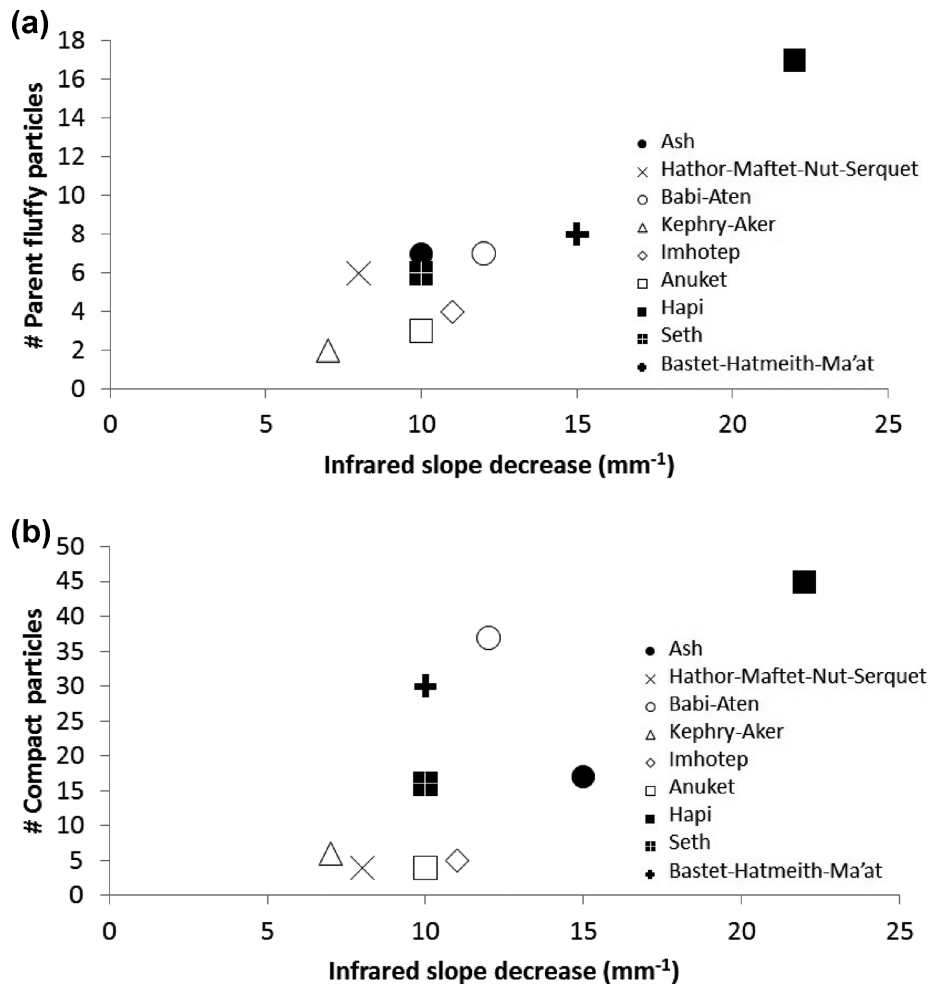 (a)
# Parent fluffy particles
18
16
14
12
10
8
6
4
2
0
0 5 10 15 20 25
Infrared slope decrease (mm⁻¹)
Ash
Hathor-Maftet-Nut-Serquet
Babi-Aten
Kephry-Aker
Imhotep
Anuket
Hapi
Seth
Bastet-Hatmeith-Ma'at
(b)
# Compact particles
50
45
40
35
30
25
20
15
10
5
0
0 5 10 15 20 25
Infrared slope decrease (mm⁻¹)
Ash
Hathor-Maftet-Nut-Serquet
Babi-Aten
Kephry-Aker
Imhotep
Anuket
Hapi
Seth
Bastet-Hatmeith-Ma'at